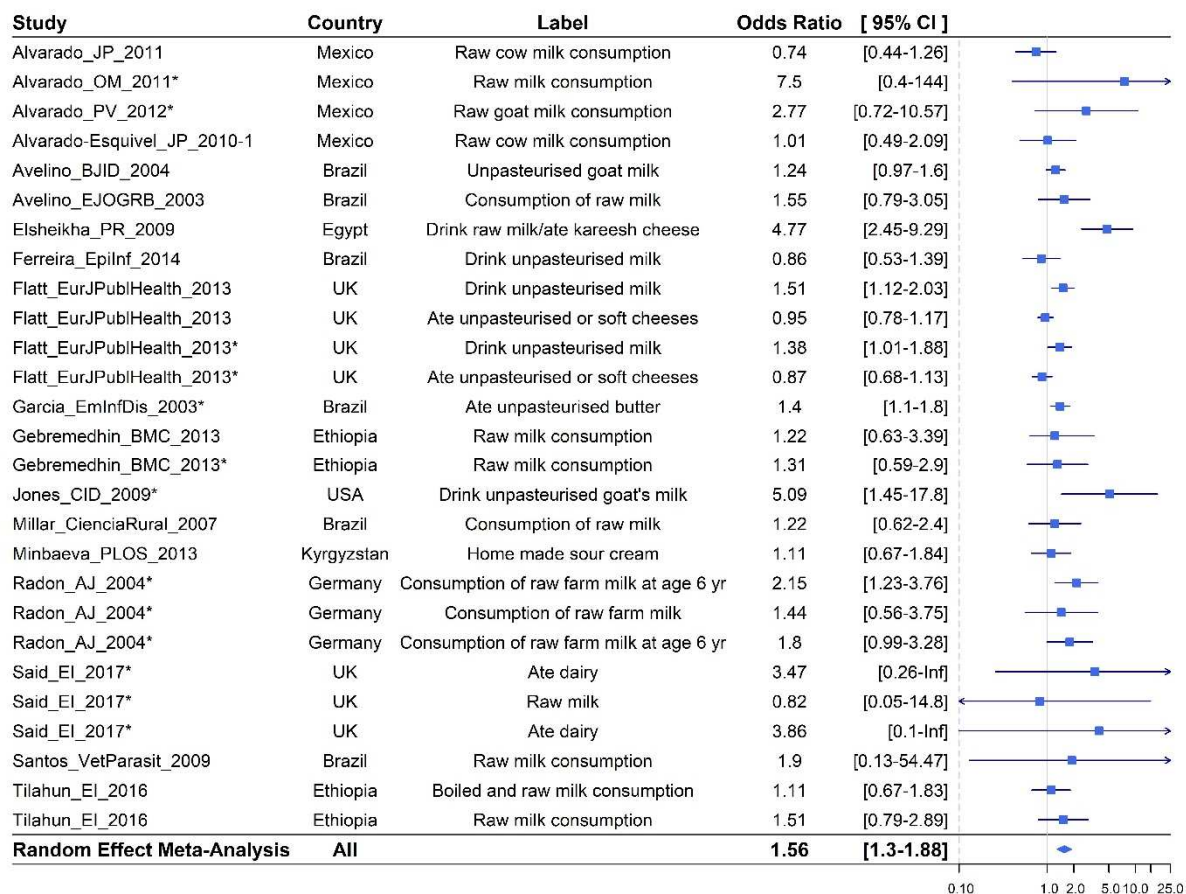 Study Country Label Odds Ratio [ 95% CI ]
Alvarado_JP_2011 Mexico Raw cow milk consumption 0.74 [0.44-1.26]
Alvarado_OM_2011* Mexico Raw milk consumption 7.5 [0.4-144]
Alvarado_PV_2012* Mexico Raw goat milk consumption 2.77 [0.72-10.57]
Alvarado-Esquivel_JP_2010-1 Mexico Raw cow milk consumption 1.01 [0.49-2.09]
Avelino_BJID_2004 Brazil Unpasteurised goat milk 1.24 [0.97-1.6]
Avelino_EJOGRB_2003 Brazil Consumption of raw milk 1.55 [0.79-3.05]
Elsheikha_PR_2009 Egypt Drink raw milk/ate kareesh cheese 4.77 [2.45-9.29]
Ferreira_EpiInf_2014 Brazil Drink unpasteurised milk 0.86 [0.53-1.39]
Flatt_EurJPublHealth_2013 UK Drink unpasteurised milk 1.51 [1.12-2.03]
Flatt_EurJPublHealth_2013 UK Ate unpasteurised or soft cheeses 0.95 [0.78-1.17]
Flatt_EurJPublHealth_2013* UK Drink unpasteurised milk 1.38 [1.01-1.88]
Flatt_EurJPublHealth_2013* UK Ate unpasteurised or soft cheeses 0.87 [0.68-1.13]
Garcia_EmInfDis_2003* Brazil Ate unpasteurised butter 1.4 [1.1-1.8]
Gebremedhin_BMC_2013 Ethiopia Raw milk consumption 1.22 [0.63-3.39]
Gebremedhin_BMC_2013* Ethiopia Raw milk consumption 1.31 [0.59-2.9]
Jones_CID_2009* USA Drink unpasteurised goat's milk 5.09 [1.45-17.8]
Millar_CienciaRural_2007 Brazil Consumption of raw milk 1.22 [0.62-2.4]
Minbaeva_PLOS_2013 Kyrgyzstan Home made sour cream 1.11 [0.67-1.84]
Radon_AJ_2004* Germany Consumption of raw farm milk at age 6 yr 2.15 [1.23-3.76]
Radon_AJ_2004* Germany Consumption of raw farm milk 1.44 [0.56-3.75]
Radon_AJ_2004* Germany Consumption of raw farm milk at age 6 yr 1.8 [0.99-3.28]
Said_EI_2017* UK Ate dairy 3.47 [0.26-Inf]
Said_EI_2017* UK Raw milk 0.82 [0.05-14.8]
Said_EI_2017* UK Ate dairy 3.86 [0.1-Inf]
Santos_VetParasit_2009 Brazil Raw milk consumption 1.9 [0.13-54.47]
Tilahun_EI_2016 Ethiopia Boiled and raw milk consumption 1.11 [0.67-1.83]
Tilahun_EI_2016 Ethiopia Raw milk consumption 1.51 [0.79-2.89]
Random Effect Meta-Analysis All 1.56 [1.3-1.88]
0.10 1.0 2.0 5.0 10.0 25.0